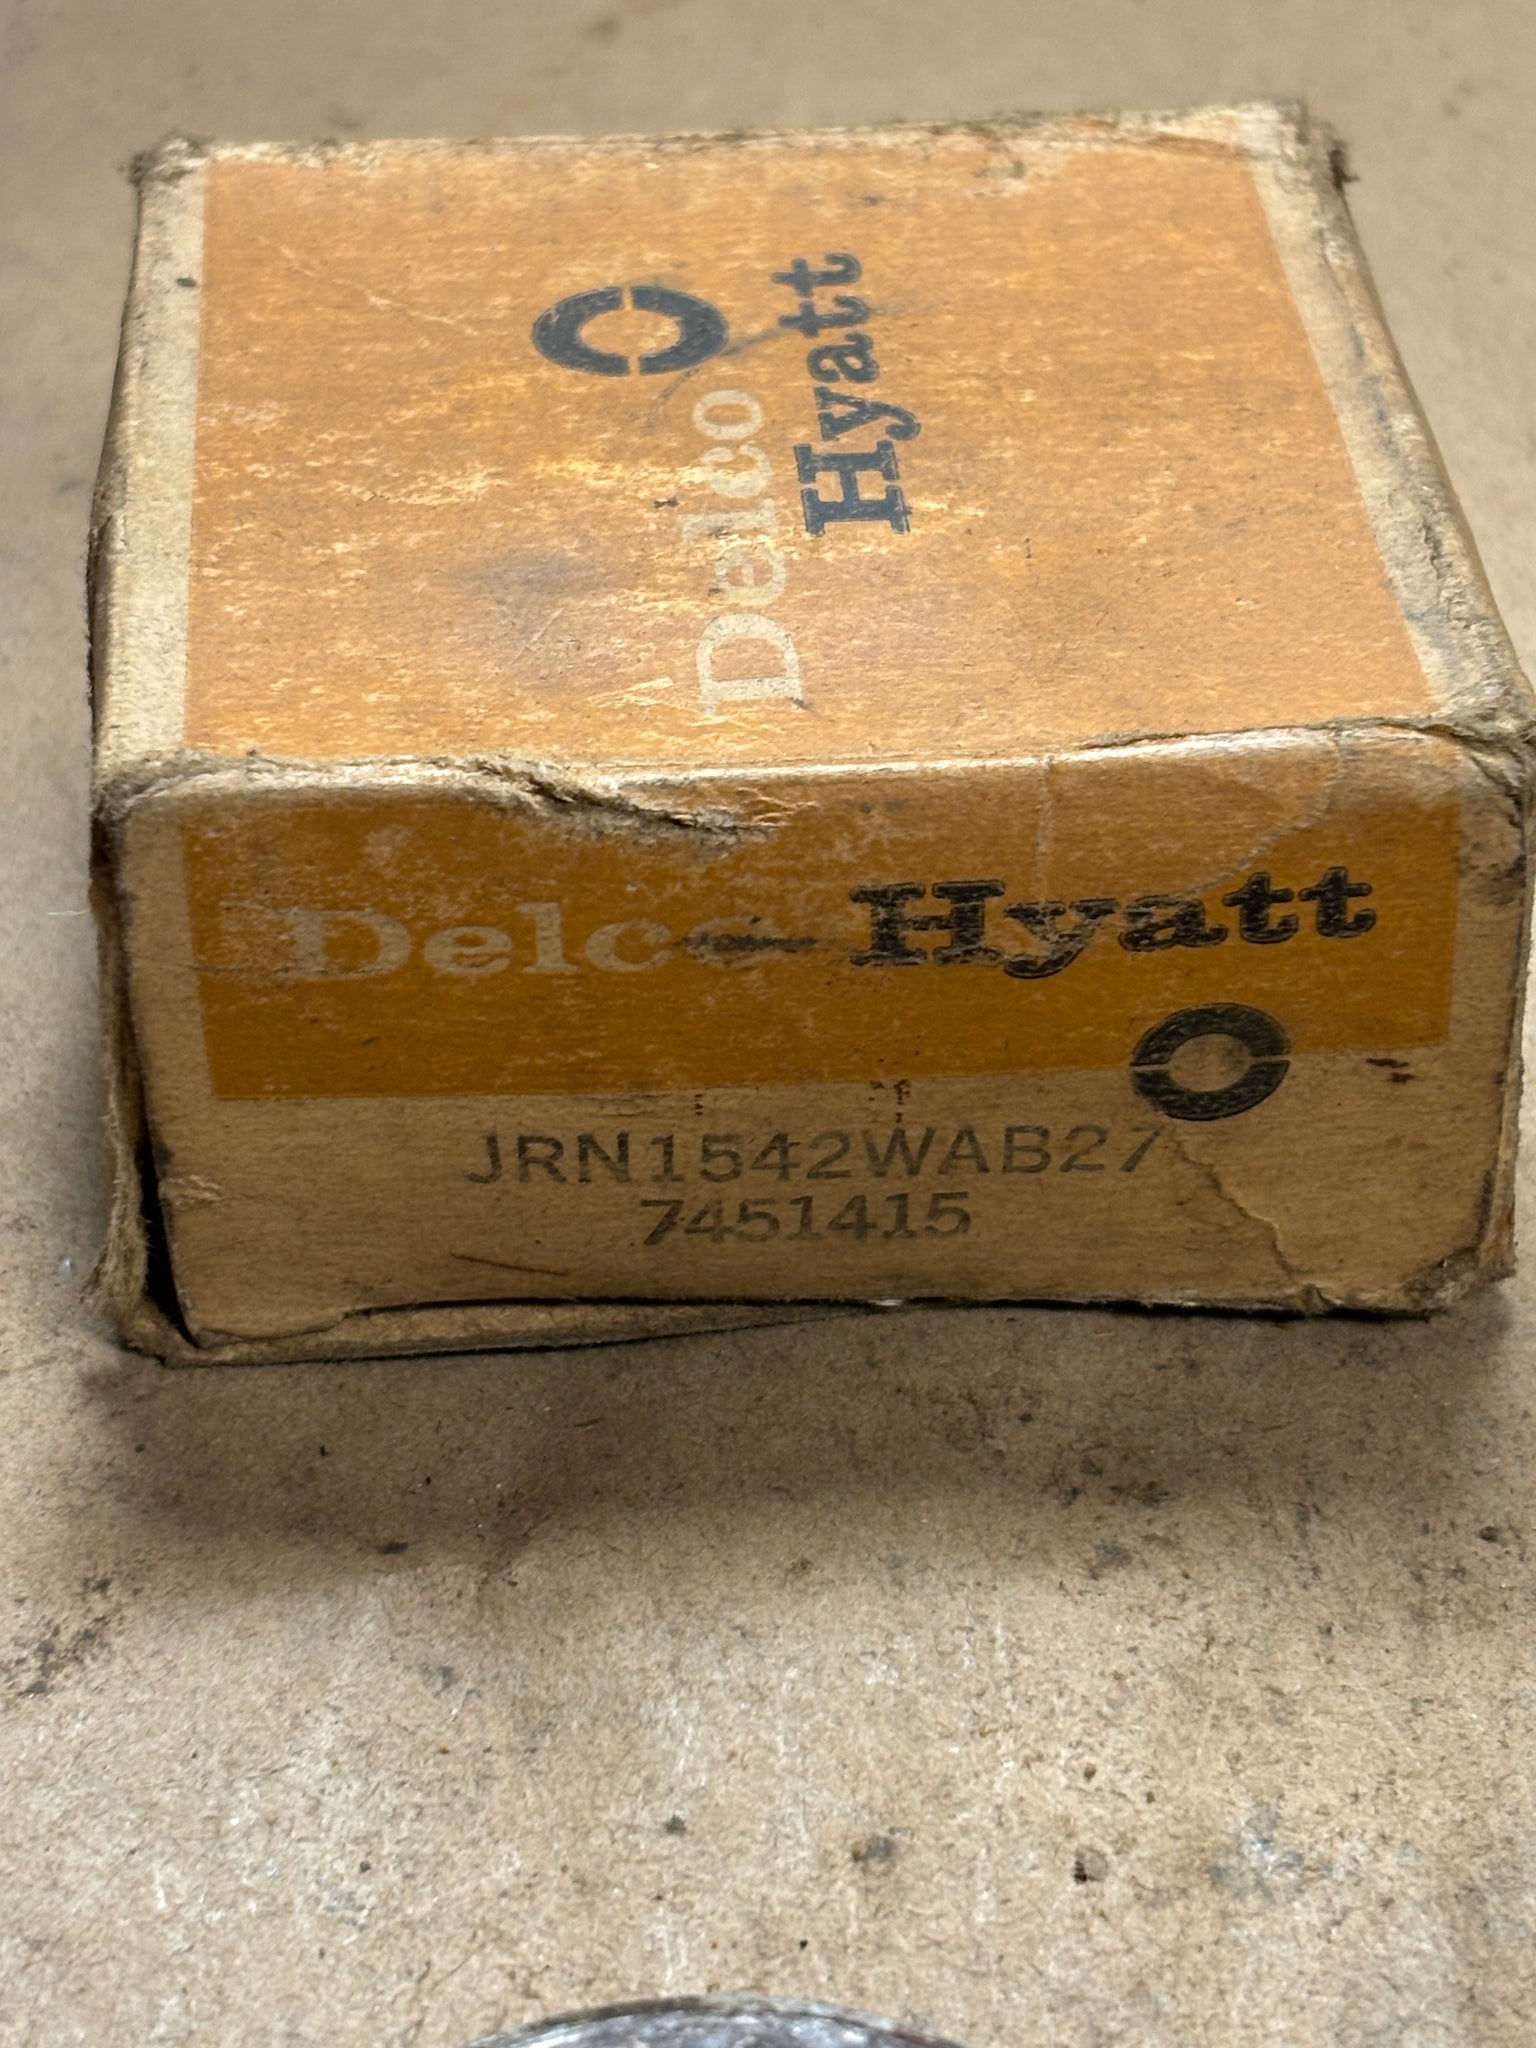 Delco
Hyatt
Delco Hyatt
JRN1542WAB27
7451415